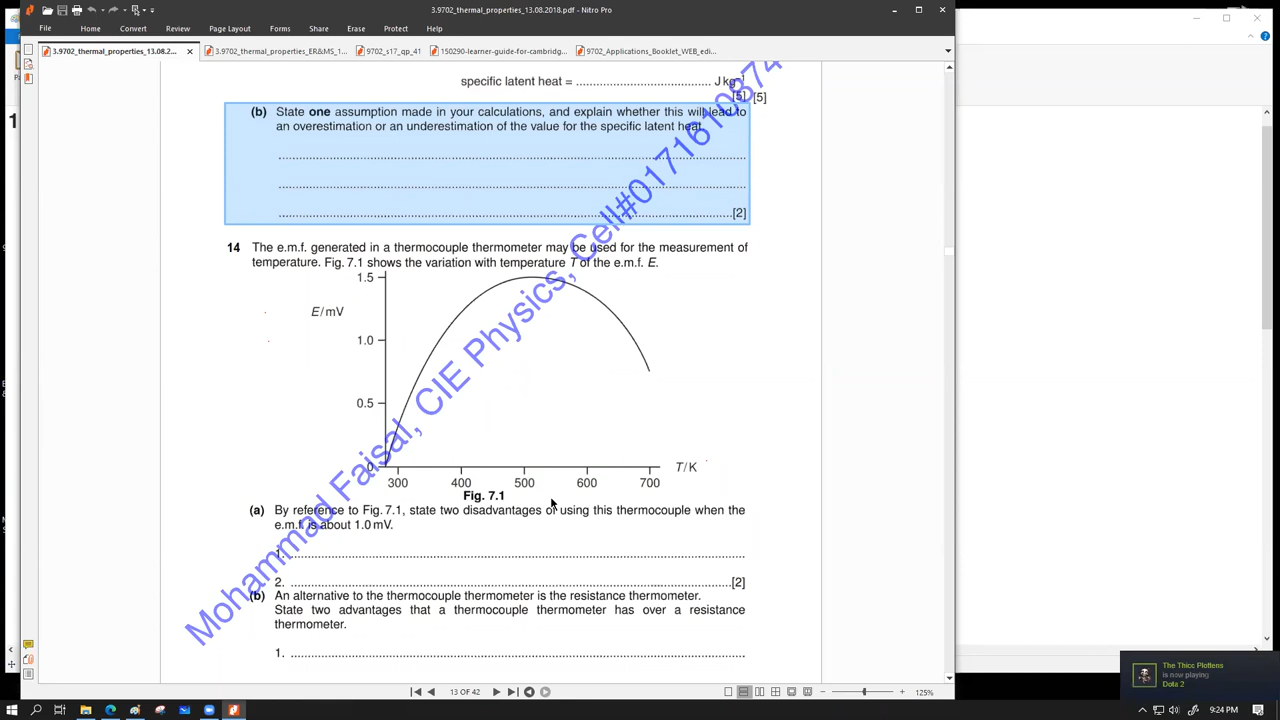 3.9702_thermal_properties_13.08.2018.pdf - Nitro Pro
File Home Convert Review Page Layout Forms Share Erase Protect Help
3.9702_thermal_properties_13.08.2... 3.9702_thermal_properties_ER&MS_1... 9702_s17_qp_41 150290-learner-guide-for-cambridg... 9702_Applications_Booklet_WEB_edi...
specific latent heat = ....................................... J kg⁻¹
[5] [5]
(b) State one assumption made in your calculations, and explain whether this will lead to
an overestimation or an underestimation of the value for the specific latent heat.
[2]
14 The e.m.f. generated in a thermocouple thermometer may be used for the measurement of
temperature. Fig. 7.1 shows the variation with temperature T of the e.m.f. E.
1.5
E / mV
1.0
0.5
0
T / K
300 400 500 600 700
Fig. 7.1
(a) By reference to Fig. 7.1, state two disadvantages of using this thermocouple when the
e.m.f. is about 1.0 mV.
1. ..............................................................................
2. .............................................................................. [2]
(b) An alternative to the thermocouple thermometer is the resistance thermometer.
State two advantages that a thermocouple thermometer has over a resistance
thermometer.
1. ..............................................................................
Mohammad Faisal, CIE Physics, Cell#0171610874
1
13 OF 42
125%
The Thicc Plottens
is now playing
Dota 2
9:24 PM